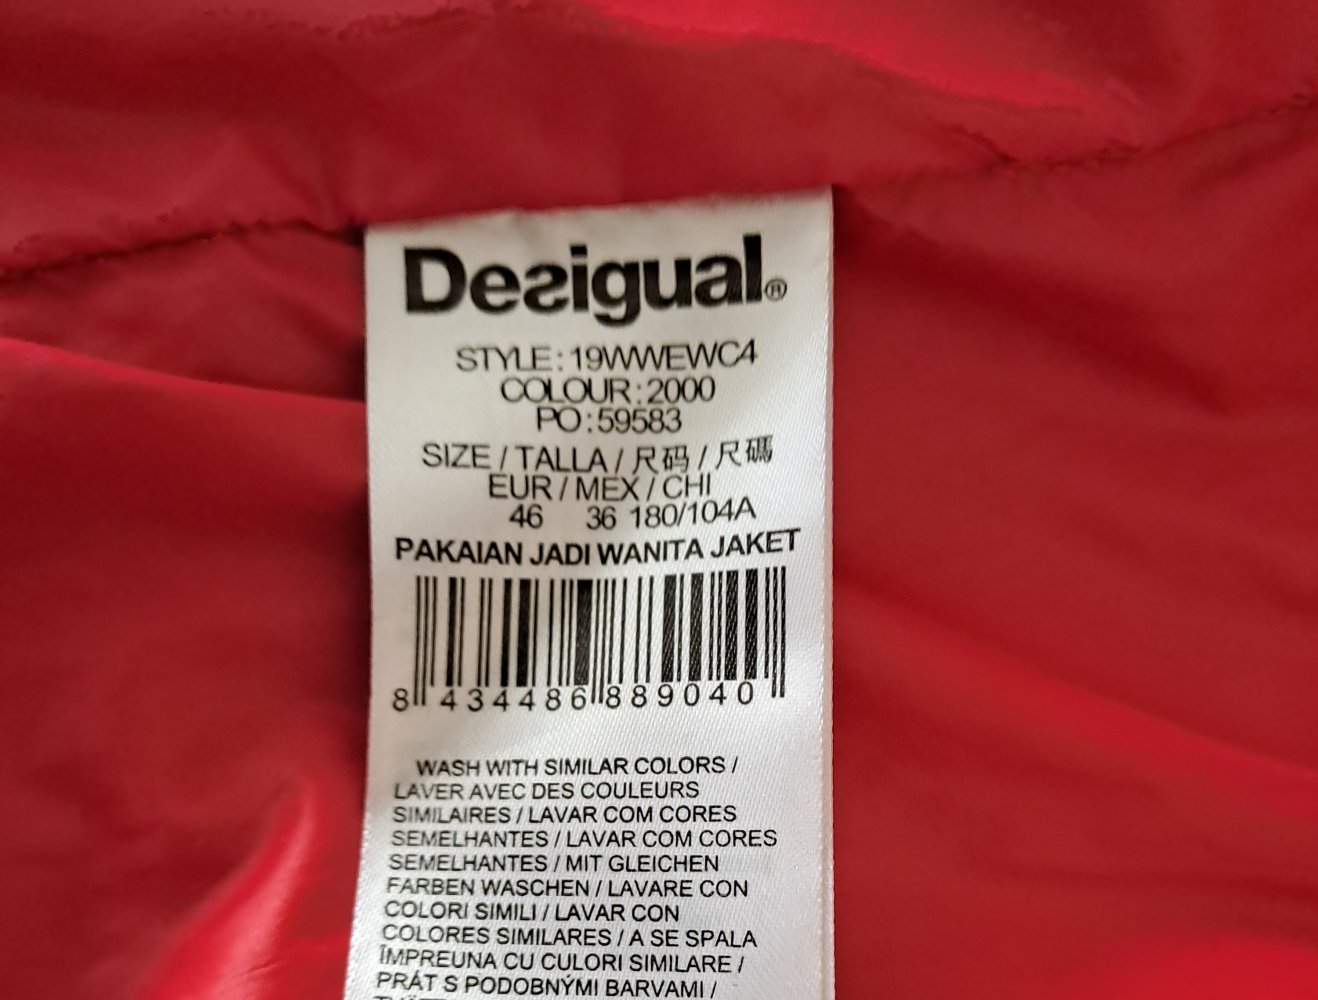 Desigual®
STYLE : 19WWEWC4
COLOUR : 2000
PO : 59583
SIZE / TALLA / 尺码 / 尺碼
EUR / MEX / CHI
46 36 180/104A
PAKAIAN JADI WANITA JAKET
8 434486 889040
WASH WITH SIMILAR COLORS /
LAVER AVEC DES COULEURS
SIMILAIRES / LAVAR COM CORES
SEMELHANTES / LAVAR COM CORES
SEMELHANTES / MIT GLEICHEN
FARBEN WASCHEN / LAVARE CON
COLORI SIMILI / LAVAR CON
COLORES SIMILARES / A SE SPALA
ÎMPREUNA CU CULORI SIMILARE /
PRÁT S PODOBNÝMI BARVAMI /